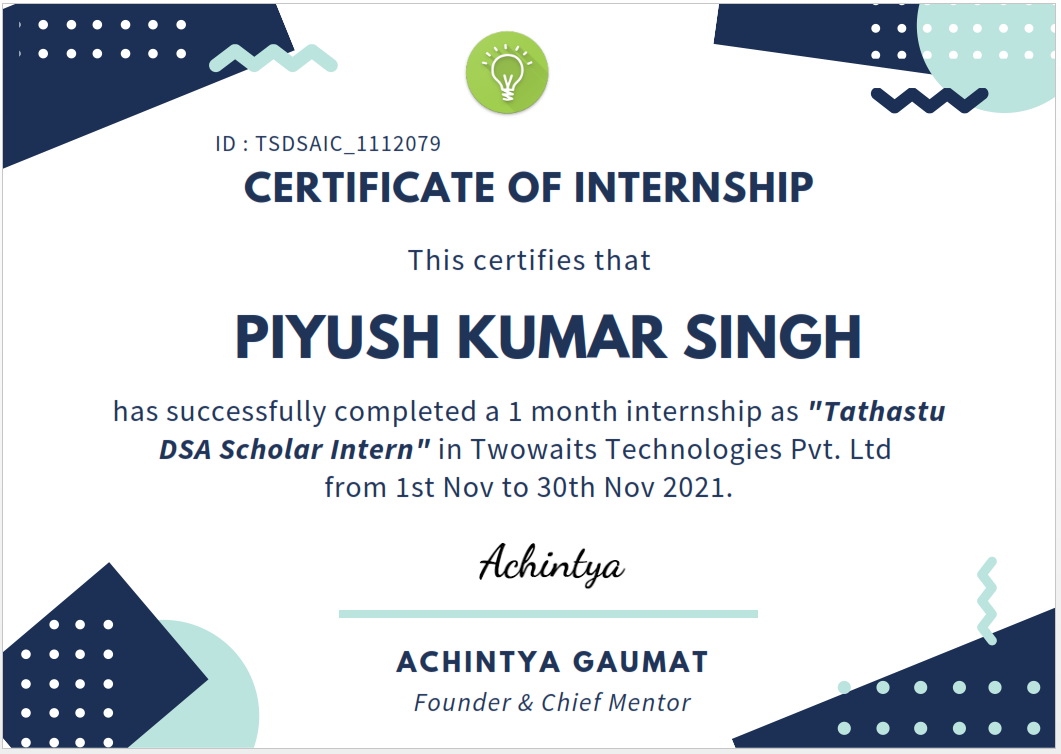 ID : TSDSAIC_1112079
CERTIFICATE OF INTERNSHIP
This certifies that
PIYUSH KUMAR SINGH
has successfully completed a 1 month internship as "Tathastu
DSA Scholar Intern" in Twowaits Technologies Pvt. Ltd
from 1st Nov to 30th Nov 2021.
Achintya
ACHINTYA GAUMAT
Founder & Chief Mentor